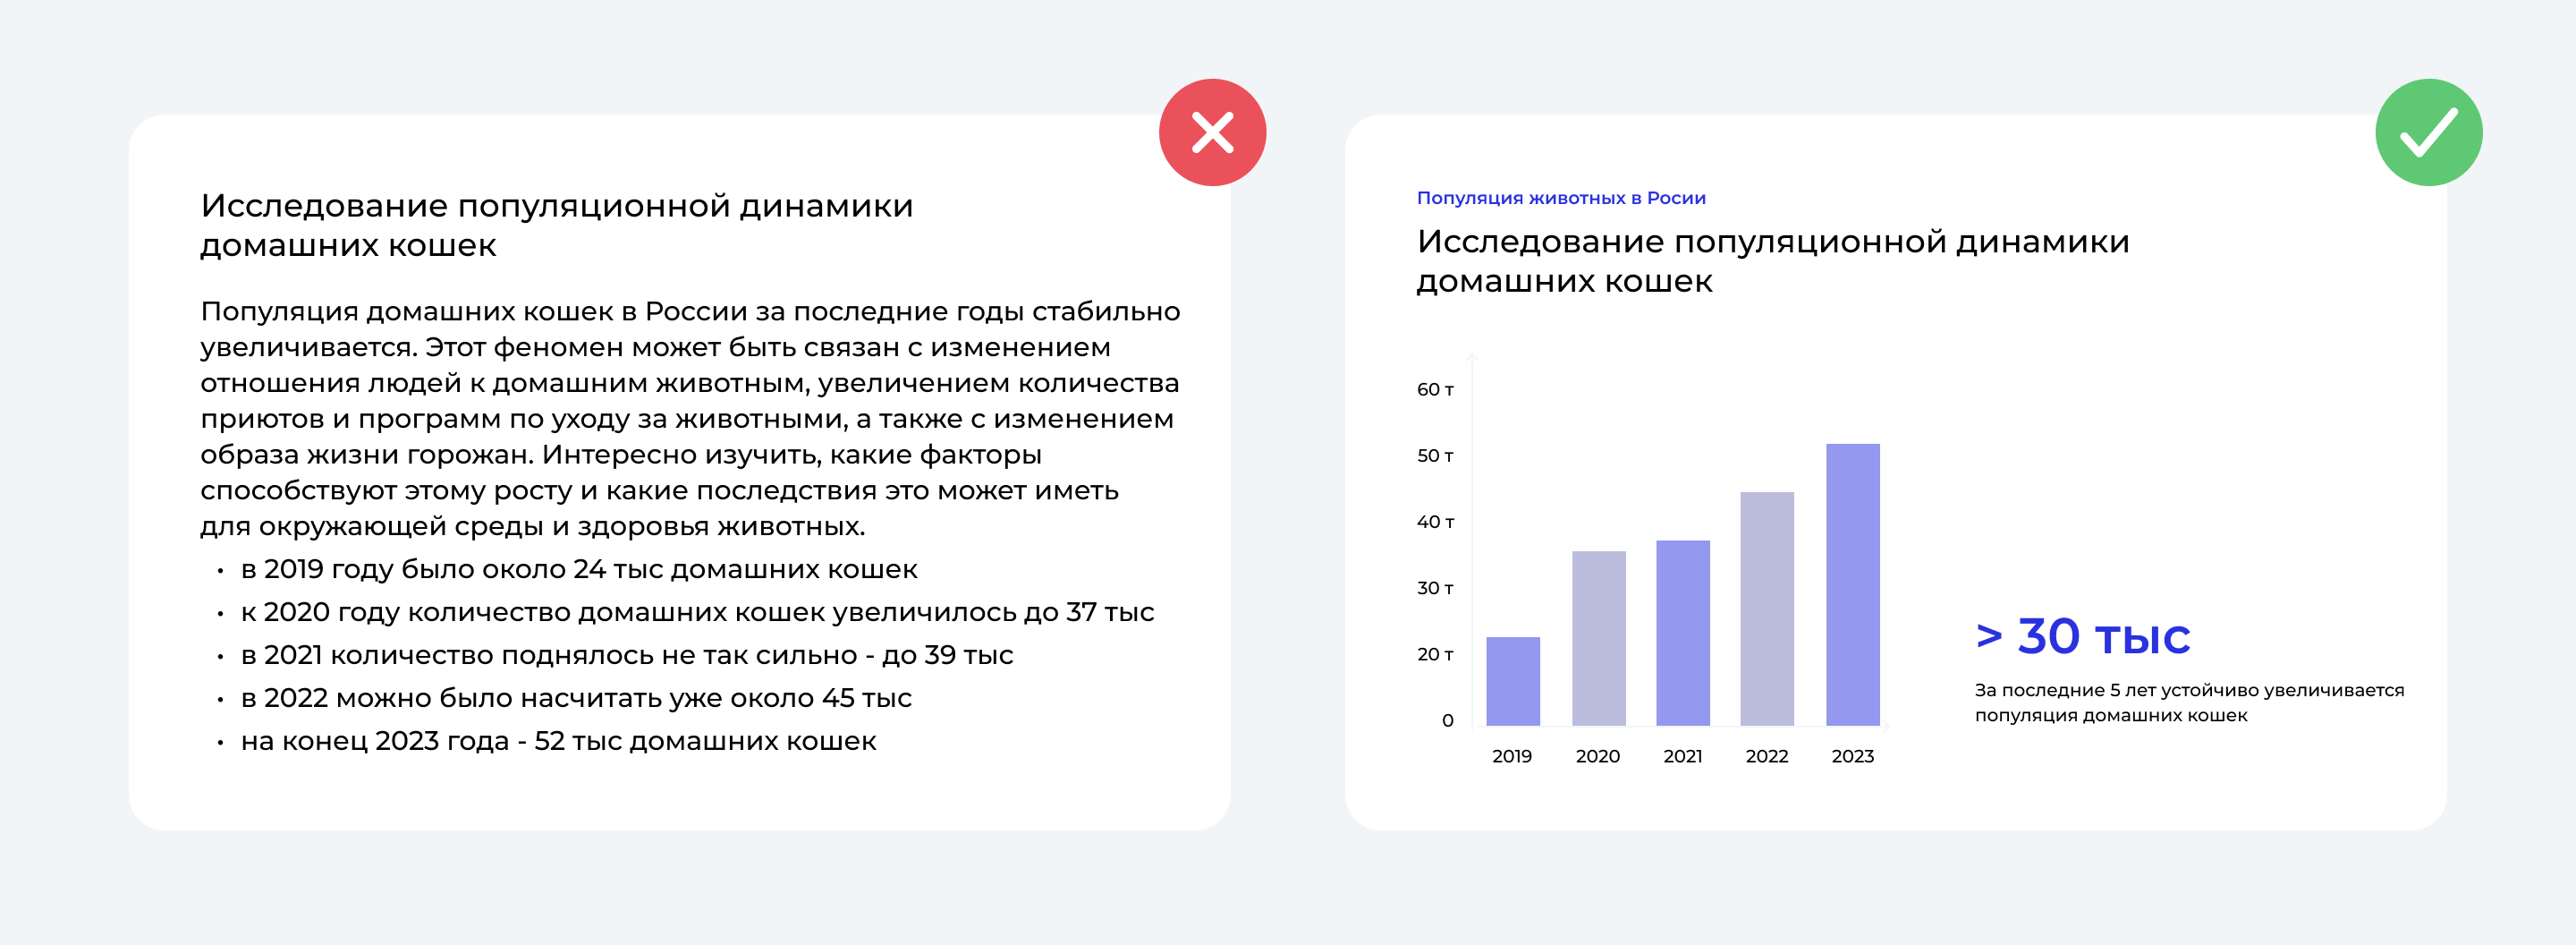 Исследование популяционной динамики
домашних кошек
Популяция домашних кошек в России за последние годы стабильно
увеличивается. Этот феномен может быть связан с изменением
отношения людей к домашним животным, увеличением количества
приютов и программ по уходу за животными, а также с изменением
образа жизни горожан. Интересно изучить, какие факторы
способствуют этому росту и какие последствия это может иметь
для окружающей среды и здоровья животных.
• в 2019 году было около 24 тыс домашних кошек
• к 2020 году количество домашних кошек увеличилось до 37 тыс
• в 2021 количество поднялось не так сильно - до 39 тыс
• в 2022 можно было насчитать уже около 45 тыс
• на конец 2023 года - 52 тыс домашних кошек
Популяция животных в Росии
Исследование популяционной динамики
домашних кошек
60 т
50 т
40 т
30 т
20 т
0
2019 2020 2021 2022 2023
> 30 тыс
За последние 5 лет устойчиво увеличивается
популяция домашних кошек